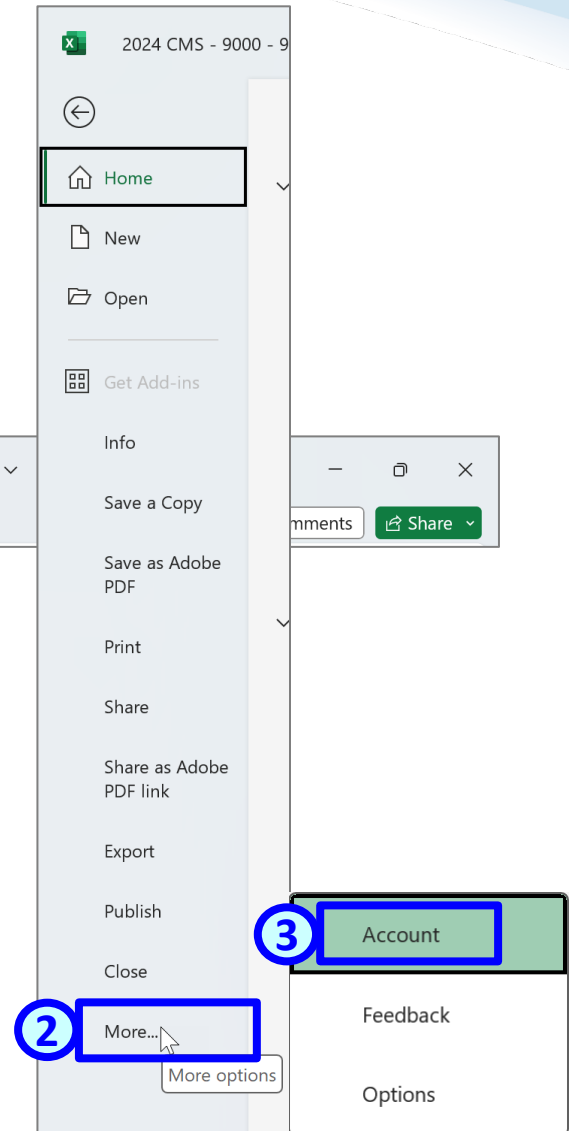 2024 CMS - 9000 - 9
Home
New
Open
Get Add-ins
Info
Save a Copy
mments
Share
Save as Adobe
PDF
Print
Share
Share as Adobe
PDF link
Export
Publish
3
Account
Close
Feedback
2
More...
More options
Options